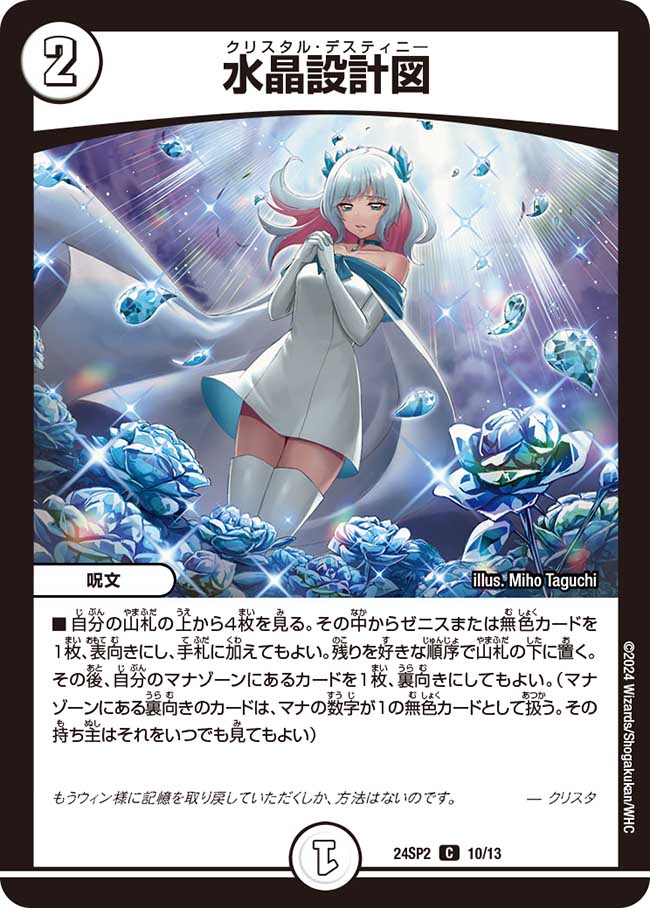 2
クリスタル・デスティニー
水晶設計図
呪文
illus. Miho Taguchi
■自分の山札の上から4枚を見る。その中からゼニスまたは無色カードを
1枚、表向きにし、手札に加えてもよい。残りを好きな順序で山札の下に置く。
その後、自分のマナゾーンにあるカードを1枚、裏向きにしてもよい。(マナ
ゾーンにある裏向きのカードは、マナの数字が1の無色カードとして扱う。その
持ち主はそれをいつでも見てもよい)
もうウィン様に記憶を取り戻していただくしか、方法はないのです。 ― クリスタ
1
24SP2 C 10/13
©2024 Wizards/Shogakukan/WHC